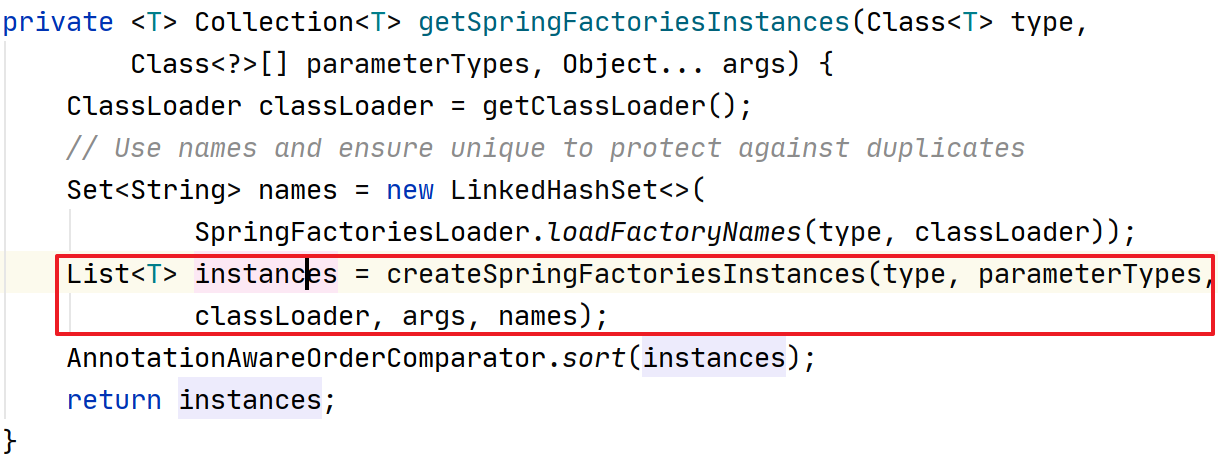 private <T> Collection<T> getSpringFactoriesInstances(Class<T> type,
Class<?>[] parameterTypes, Object... args) {
ClassLoader classLoader = getClassLoader();
// Use names and ensure unique to protect against duplicates
Set<String> names = new LinkedHashSet<>(
SpringFactoriesLoader.loadFactoryNames(type, classLoader));
List<T> instances = createSpringFactoriesInstances(type, parameterTypes,
classLoader, args, names);
AnnotationAwareOrderComparator.sort(instances);
return instances;
}